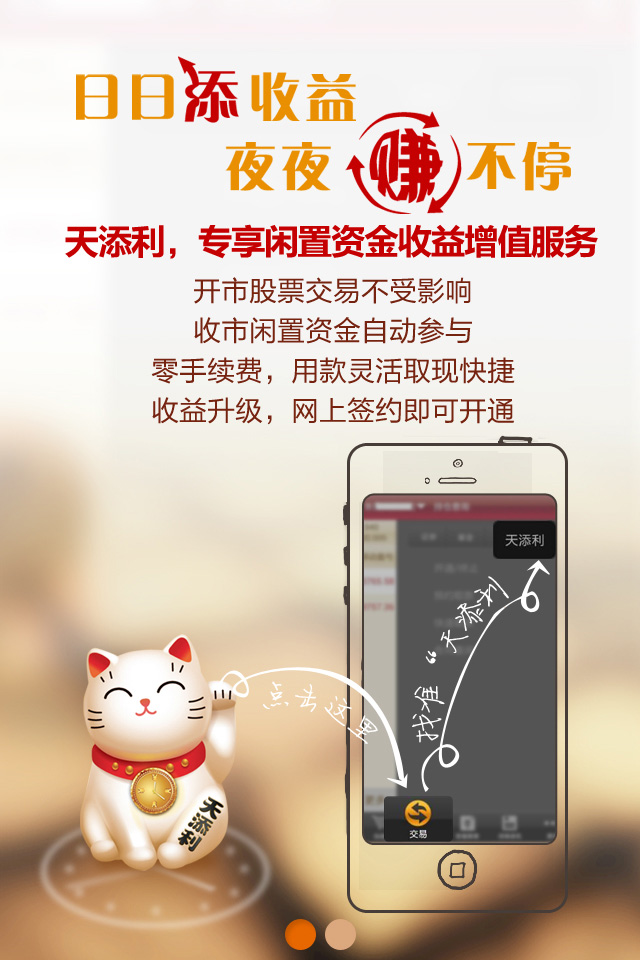 日日添收益
夜夜赚不停
天添利，专享闲置资金收益增值服务
开市股票交易不受影响
收市闲置资金自动参与
零手续费，用款灵活取现快捷
收益升级，网上签约即可开通
天添利
找准“天添利
点击这里
天添利
交易